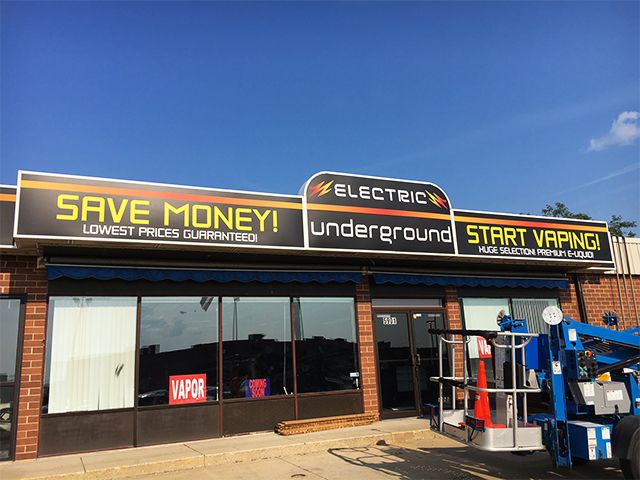 SAVE MONEY!
LOWEST PRICES GUARANTEED!
ELECTRIC
underground
START VAPING!
HUGE SELECTION! PREMIUM E-LIQUID!
VAPOR
COMING
SOON